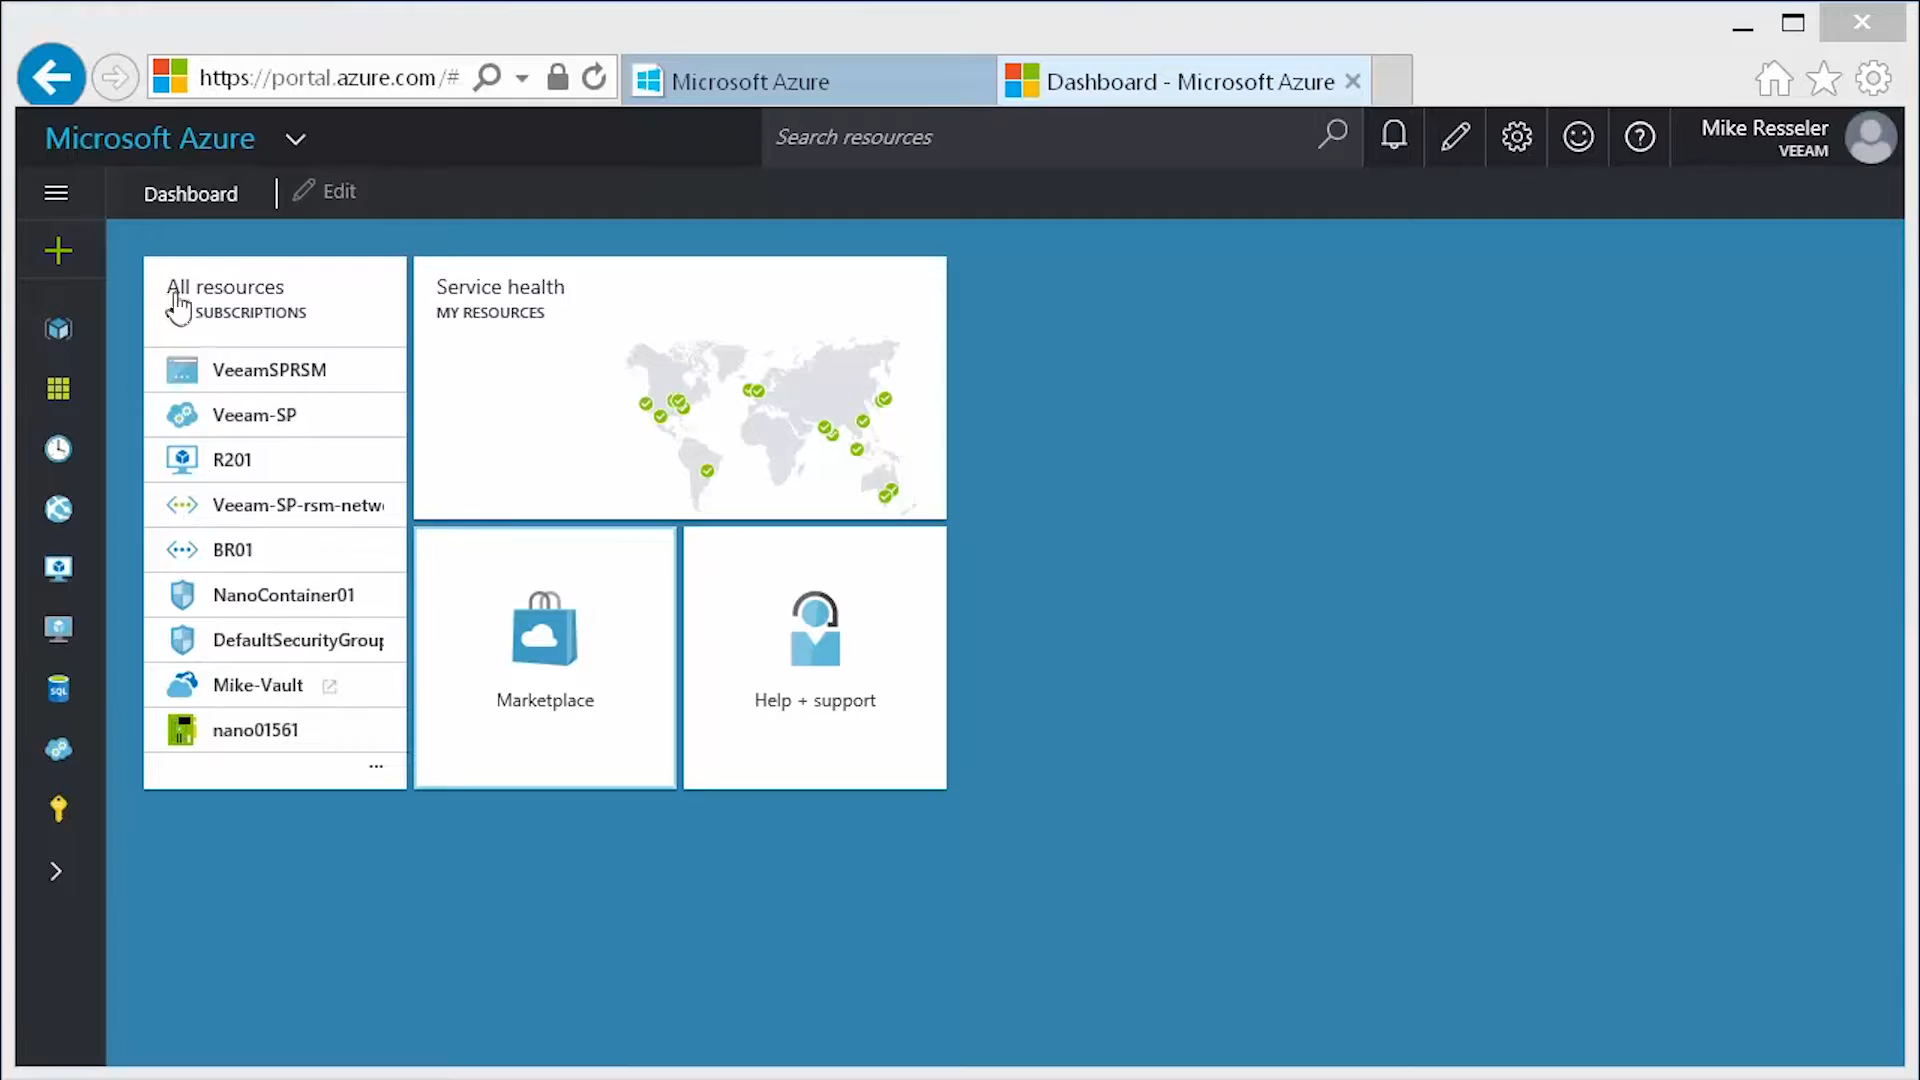 https://portal.azure.com/#
Microsoft Azure
Dashboard - Microsoft Azure
Microsoft Azure
Search resources
Mike Resseler
VEEAM
Dashboard
Edit
All resources
SUBSCRIPTIONS
VeeamSPRSM
Veeam-SP
R201
Veeam-SP-rsm-netw
BR01
NanoContainer01
DefaultSecurityGroup
Mike-Vault
nano01561
...
Service health
MY RESOURCES
Marketplace
Help + support
SQL